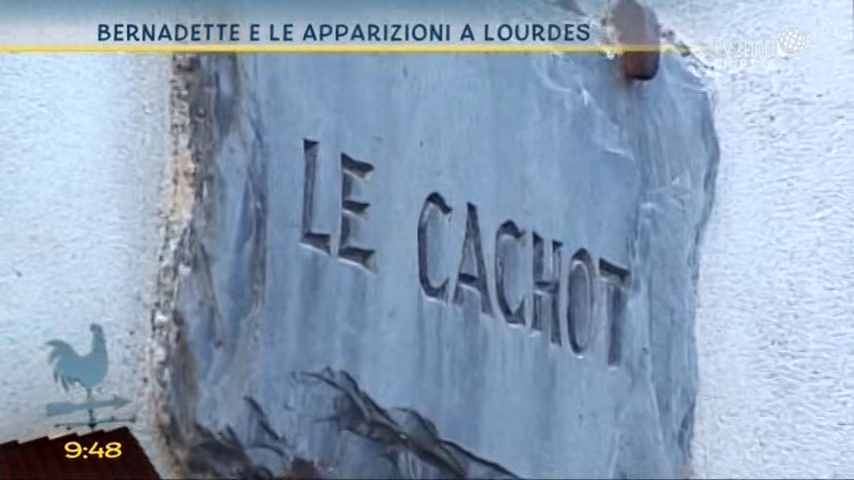 BERNADETTE E LE APPARIZIONI A LOURDES
LE CACHOT
9:48